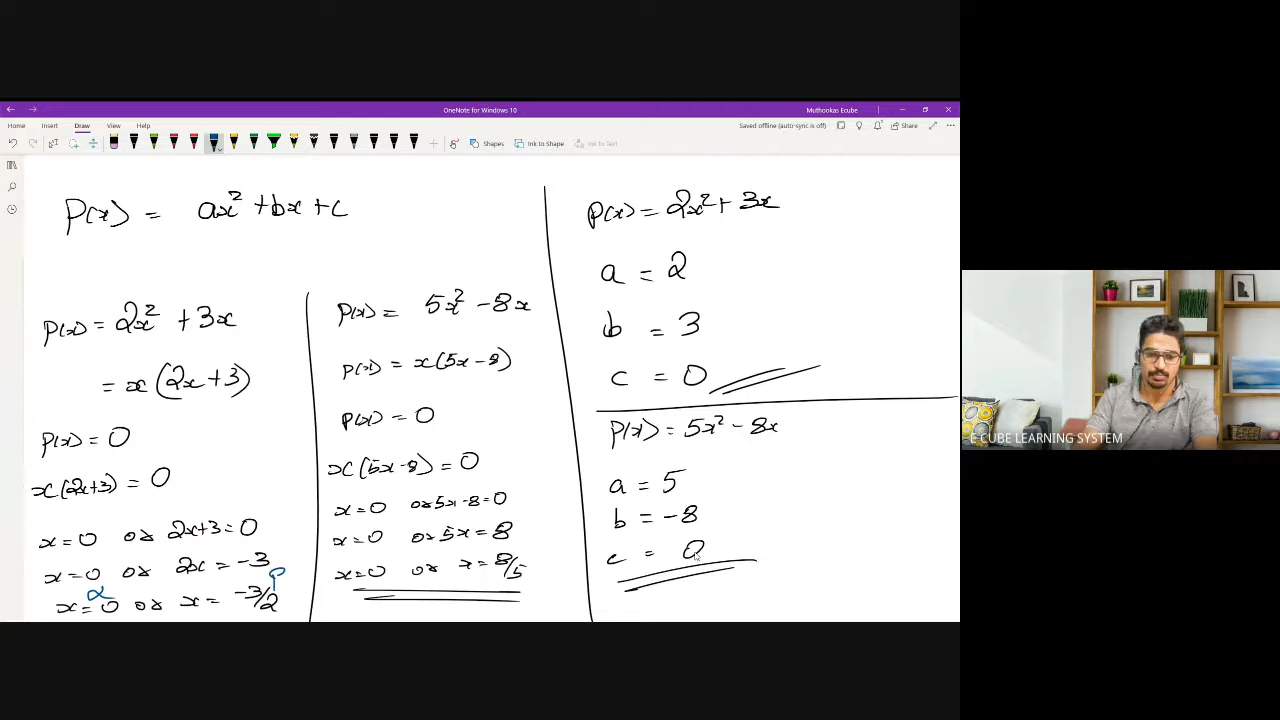 OneNote for Windows 10
Muthookas Ecube
Home Insert Draw View Help
Saved offline (auto-sync is off)
Share
Shapes
Ink to Shape
Ink to Text
P(x) = ax² + bx + c
P(x) = 2x² + 3x
= x(2x+3)
P(x) = 0
x(2x+3) = 0
x=0 or 2x+3=0
x=0 or 2x = -3
α
x=0 or x = -3/2
P(x) = 5x² - 8x
P(x) = x(5x-8)
P(x) = 0
x(5x-8) = 0
x=0 or 5x-8=0
x=0 or 5x=8
x=0 or x=8/5
P(x) = 2x² + 3x
a = 2
b = 3
c = 0
P(x) = 5x² - 8x
a = 5
b = -8
c = 0
E CUBE LEARNING SYSTEM